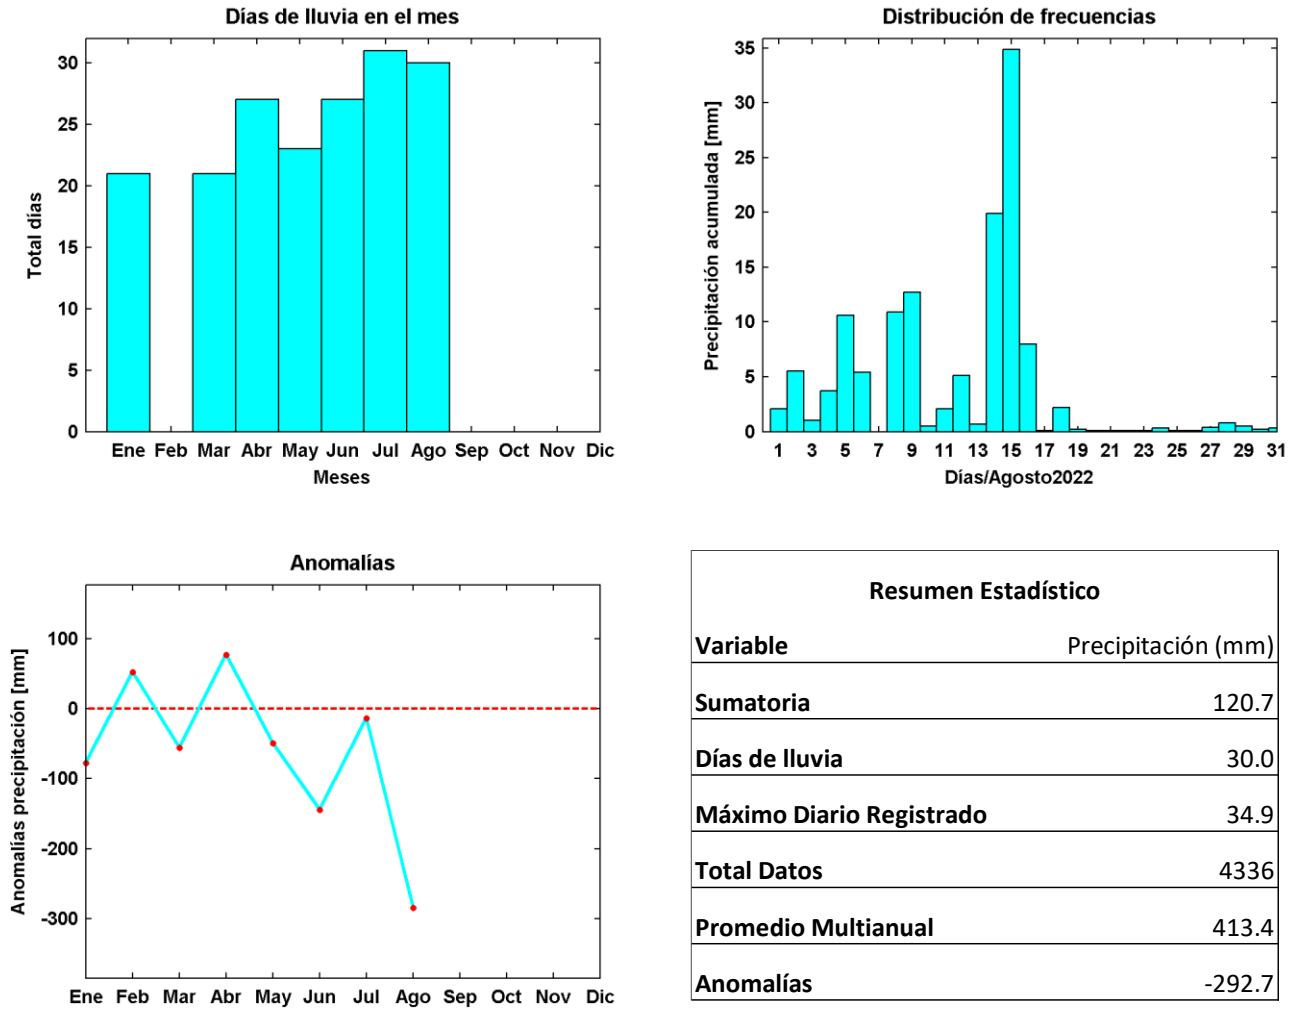 Días de lluvia en el mes
Total días
30
25
20
15
10
5
0
Ene Feb Mar Abr May Jun Jul Ago Sep Oct Nov Dic
Meses
Distribución de frecuencias
Precipitación acumulada [mm]
35
30
25
20
15
10
5
0
1 3 5 7 9 11 13 15 17 19 21 23 25 27 29 31
Días/Agosto2022
Anomalías
Anomalías precipitación [mm]
100
0
-100
-200
-300
Ene Feb Mar Abr May Jun Jul Ago Sep Oct Nov Dic
Resumen Estadístico
Variable Precipitación (mm)
Sumatoria 120.7
Días de lluvia 30.0
Máximo Diario Registrado 34.9
Total Datos 4336
Promedio Multianual 413.4
Anomalías -292.7